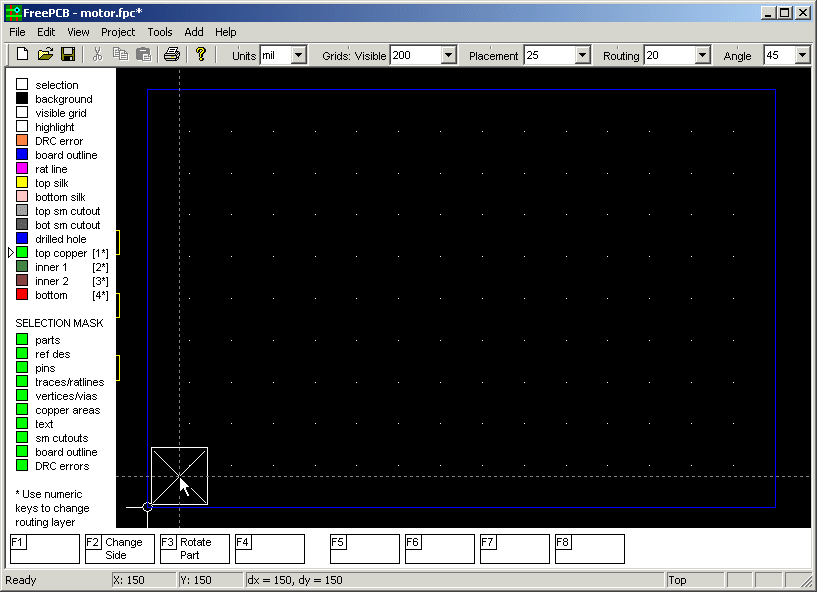 FreePCB - motor.fpc*
File Edit View Project Tools Add Help
Units mil Grids: Visible 200 Placement 25 Routing 20 Angle 45
selection
background
visible grid
highlight
DRC error
board outline
rat line
top silk
bottom silk
top sm cutout
bot sm cutout
drilled hole
top copper [1*]
inner 1 [2*]
inner 2 [3*]
bottom [4*]
SELECTION MASK
parts
ref des
pins
traces/ratlines
vertices/vias
copper areas
text
sm cutouts
board outline
DRC errors
* Use numeric
keys to change
routing layer
F1 F2 Change Side F3 Rotate Part F4 F5 F6 F7 F8
Ready X: 150 Y: 150 dx = 150, dy = 150 Top